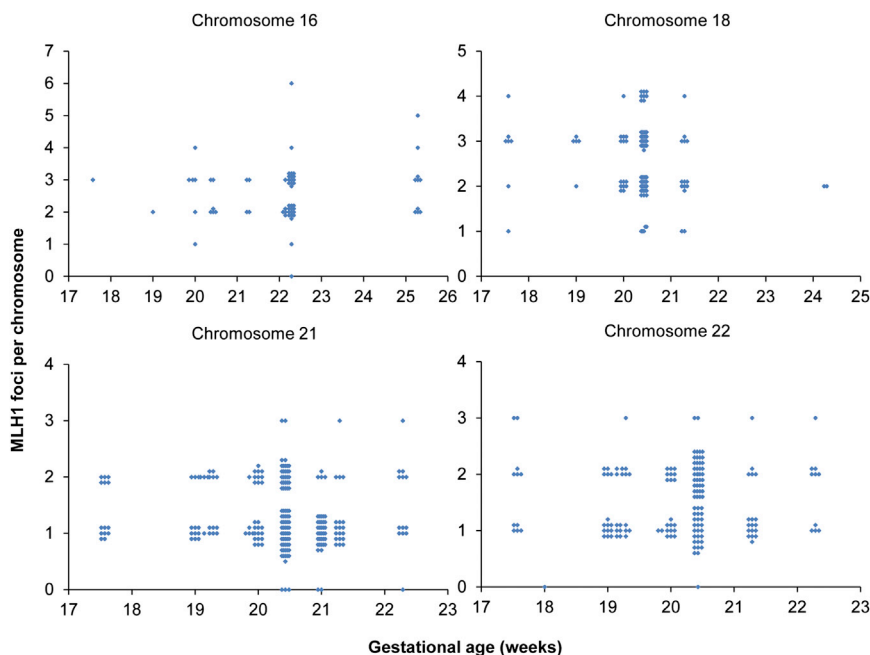 Chromosome 16
Chromosome 18
7
6
5
4
3
2
1
0
17 18 19 20 21 22 23 24 25 26
5
4
3
2
1
0
17 18 19 20 21 22 23 24 25
MLH1 foci per chromosome
Chromosome 21
Chromosome 22
4
3
2
1
0
17 18 19 20 21 22 23
4
3
2
1
0
17 18 19 20 21 22 23
Gestational age (weeks)